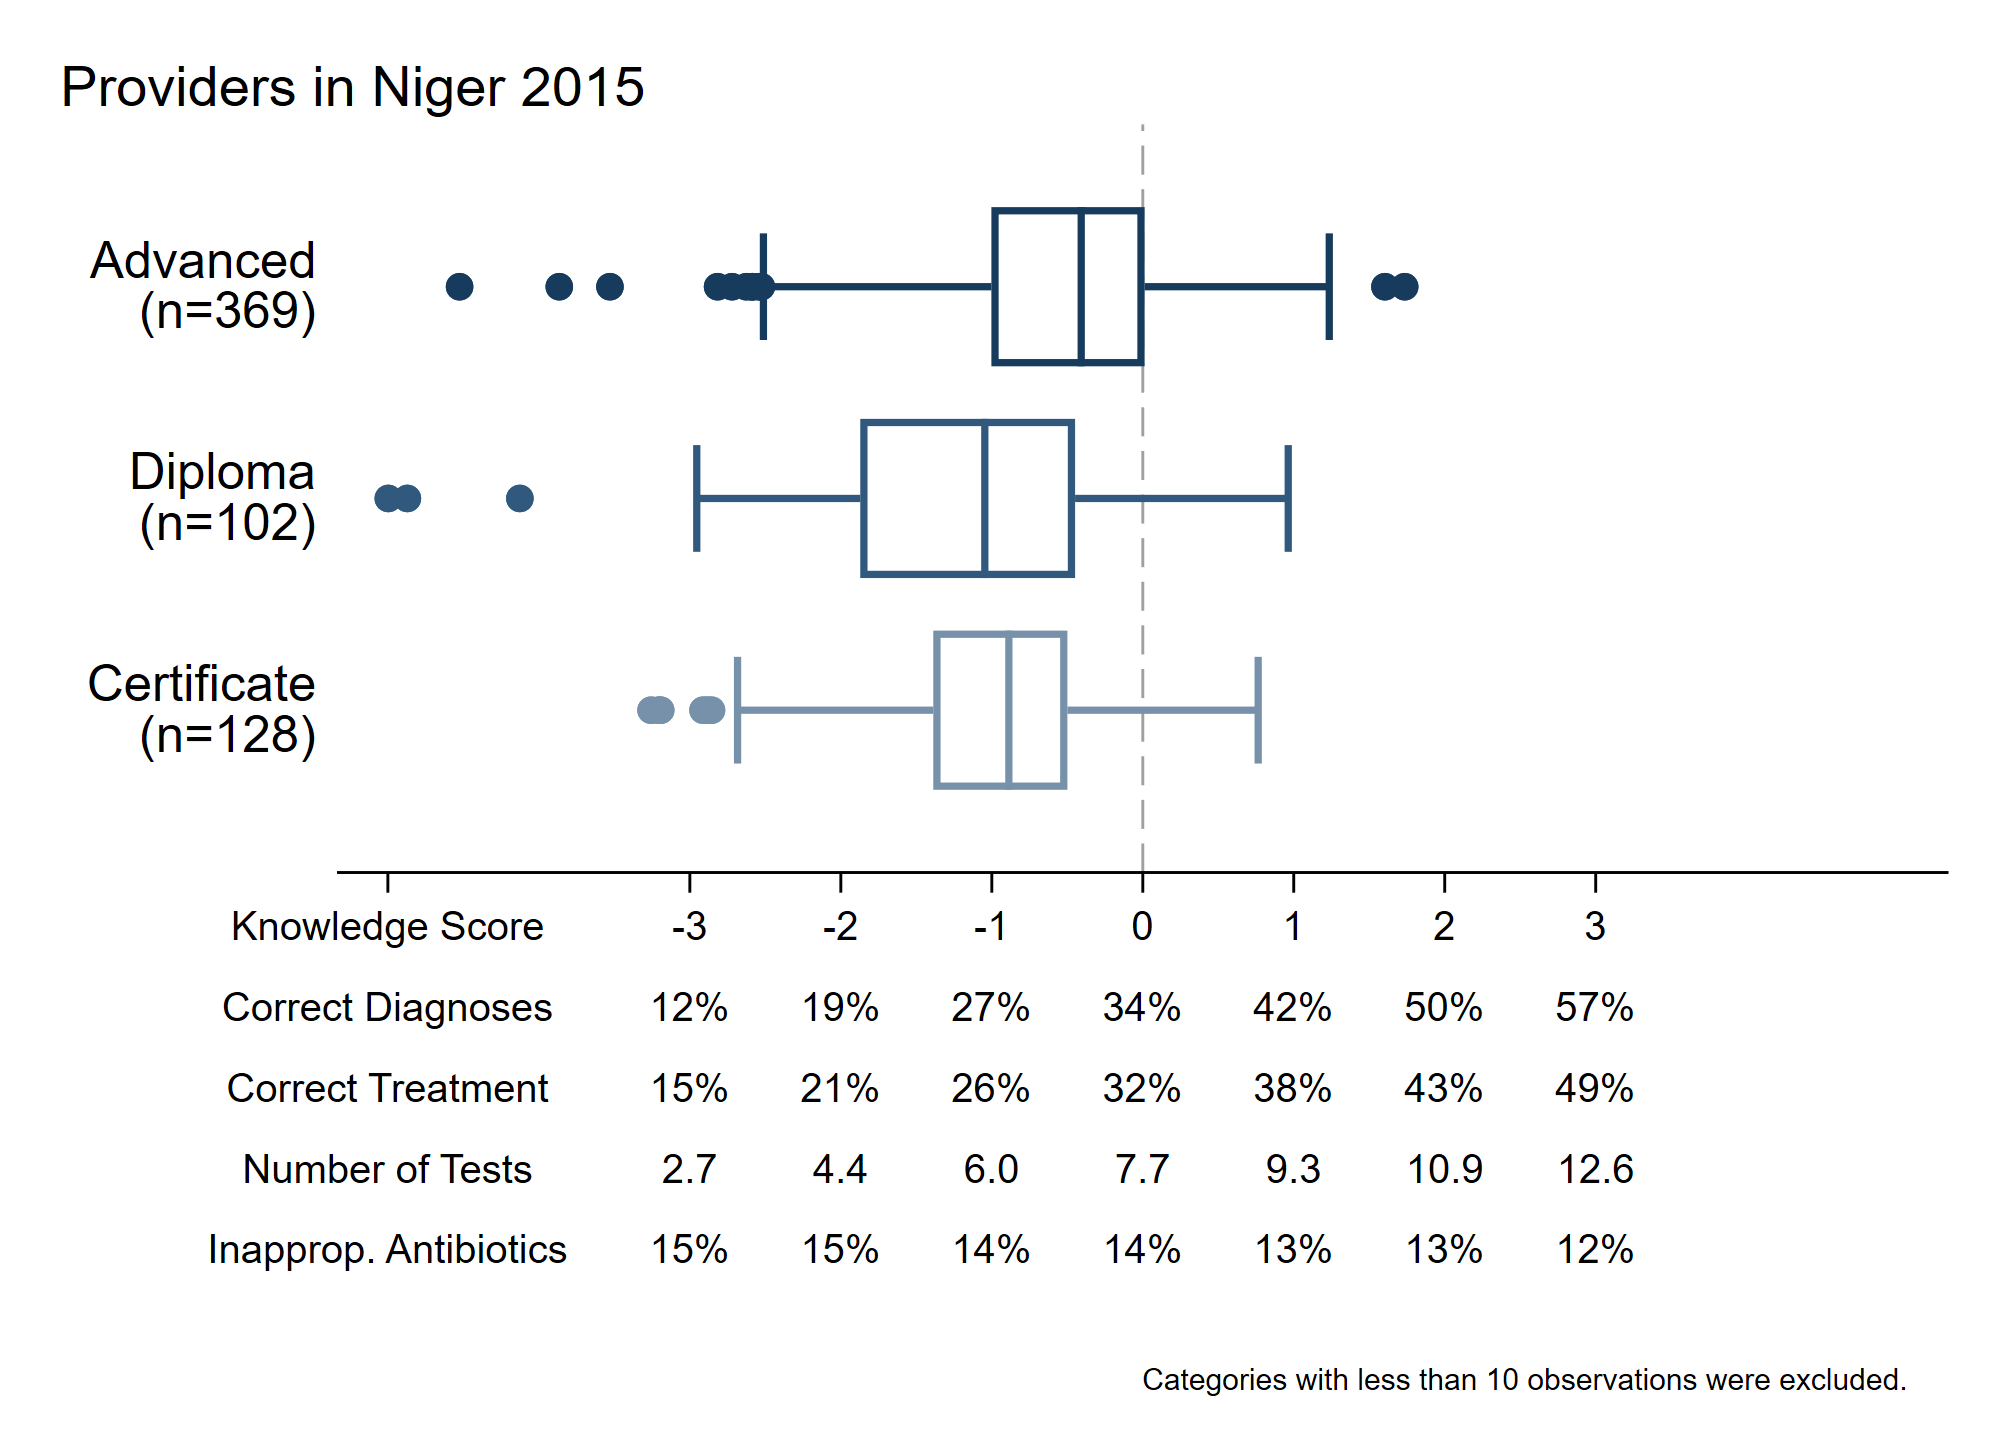 Providers in Niger 2015
Advanced
(n=369)
Diploma
(n=102)
Certificate
(n=128)
Knowledge Score -3 -2 -1 0 1 2 3
Correct Diagnoses 12% 19% 27% 34% 42% 50% 57%
Correct Treatment 15% 21% 26% 32% 38% 43% 49%
Number of Tests 2.7 4.4 6.0 7.7 9.3 10.9 12.6
Inapprop. Antibiotics 15% 15% 14% 14% 13% 13% 12%
Categories with less than 10 observations were excluded.